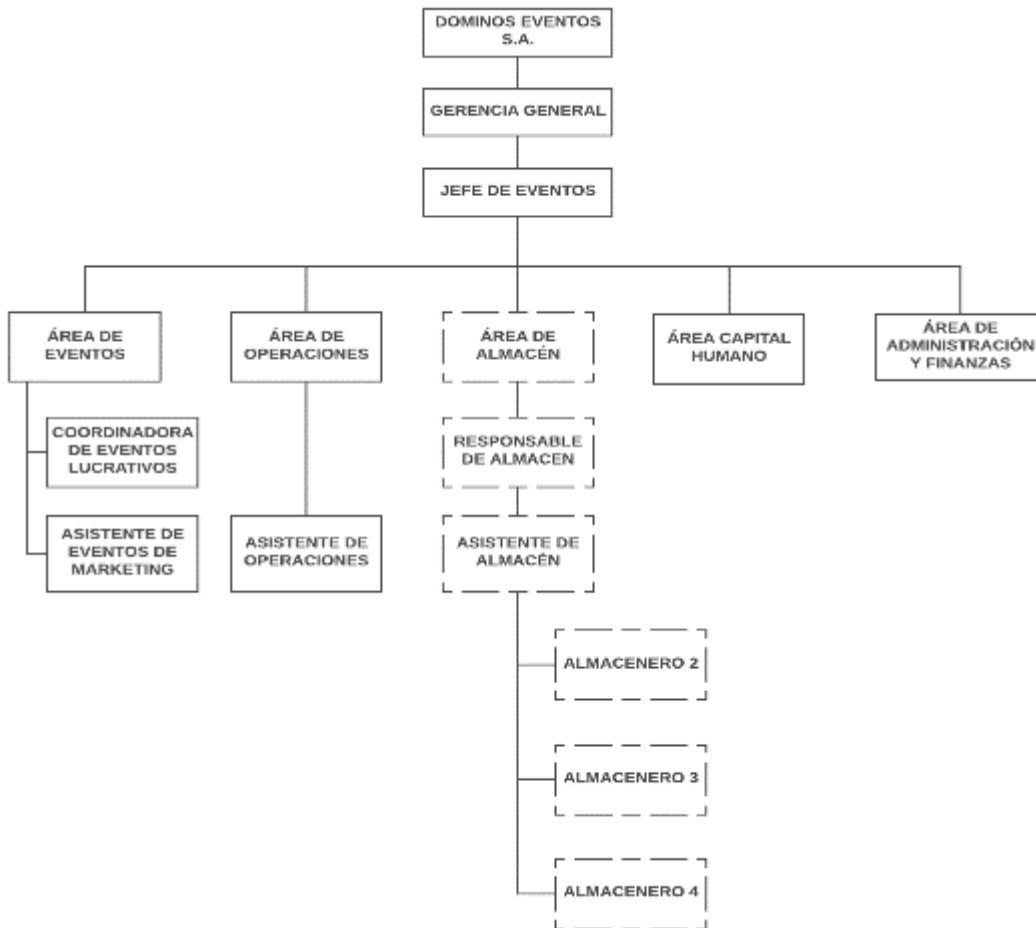 DOMINOS EVENTOS
S.A.
GERENCIA GENERAL
JEFE DE EVENTOS
ÁREA DE
EVENTOS
ÁREA DE
OPERACIONES
ÁREA DE
ALMACÉN
ÁREA CAPITAL
HUMANO
ÁREA DE
ADMINISTRACIÓN
Y FINANZAS
COORDINADORA
DE EVENTOS
LUCRATIVOS
RESPONSABLE
DE ALMACEN
ASISTENTE DE
EVENTOS DE
MARKETING
ASISTENTE DE
OPERACIONES
ASISTENTE DE
ALMACÉN
ALMACENERO 2
ALMACENERO 3
ALMACENERO 4